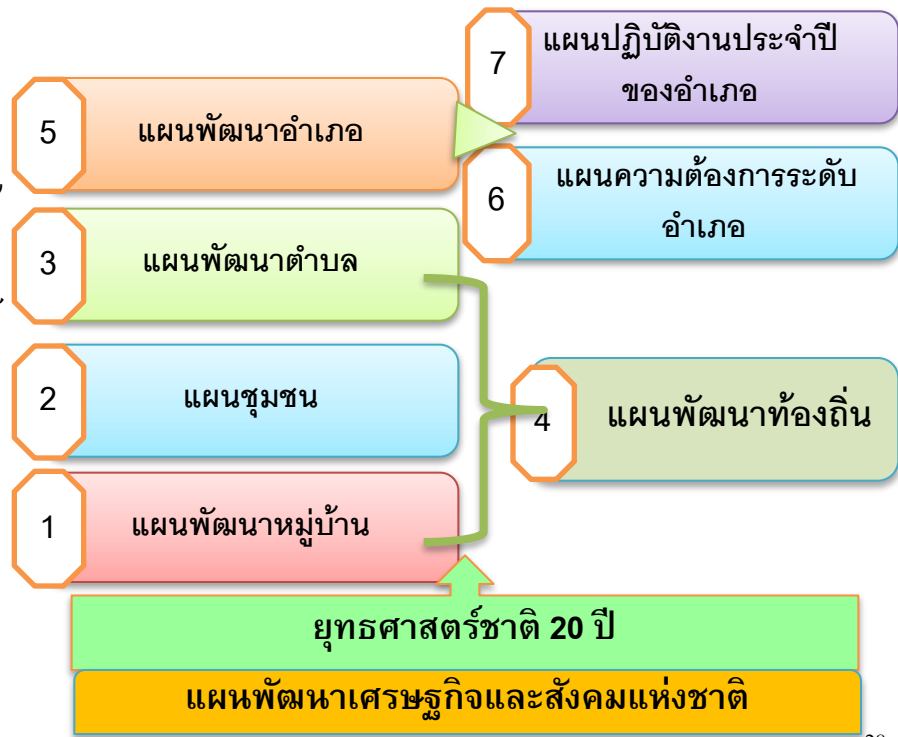 7
แผนปฏิบัติงานประจำปี
ของอำเภอ
5
แผนพัฒนาอำเภอ
6
แผนความต้องการระดับ
อำเภอ
3
แผนพัฒนาตำบล
2
แผนชุมชน
4
แผนพัฒนาท้องถิ่น
1
แผนพัฒนาหมู่บ้าน
ยุทธศาสตร์ชาติ 20 ปี
แผนพัฒนาเศรษฐกิจและสังคมแห่งชาติ